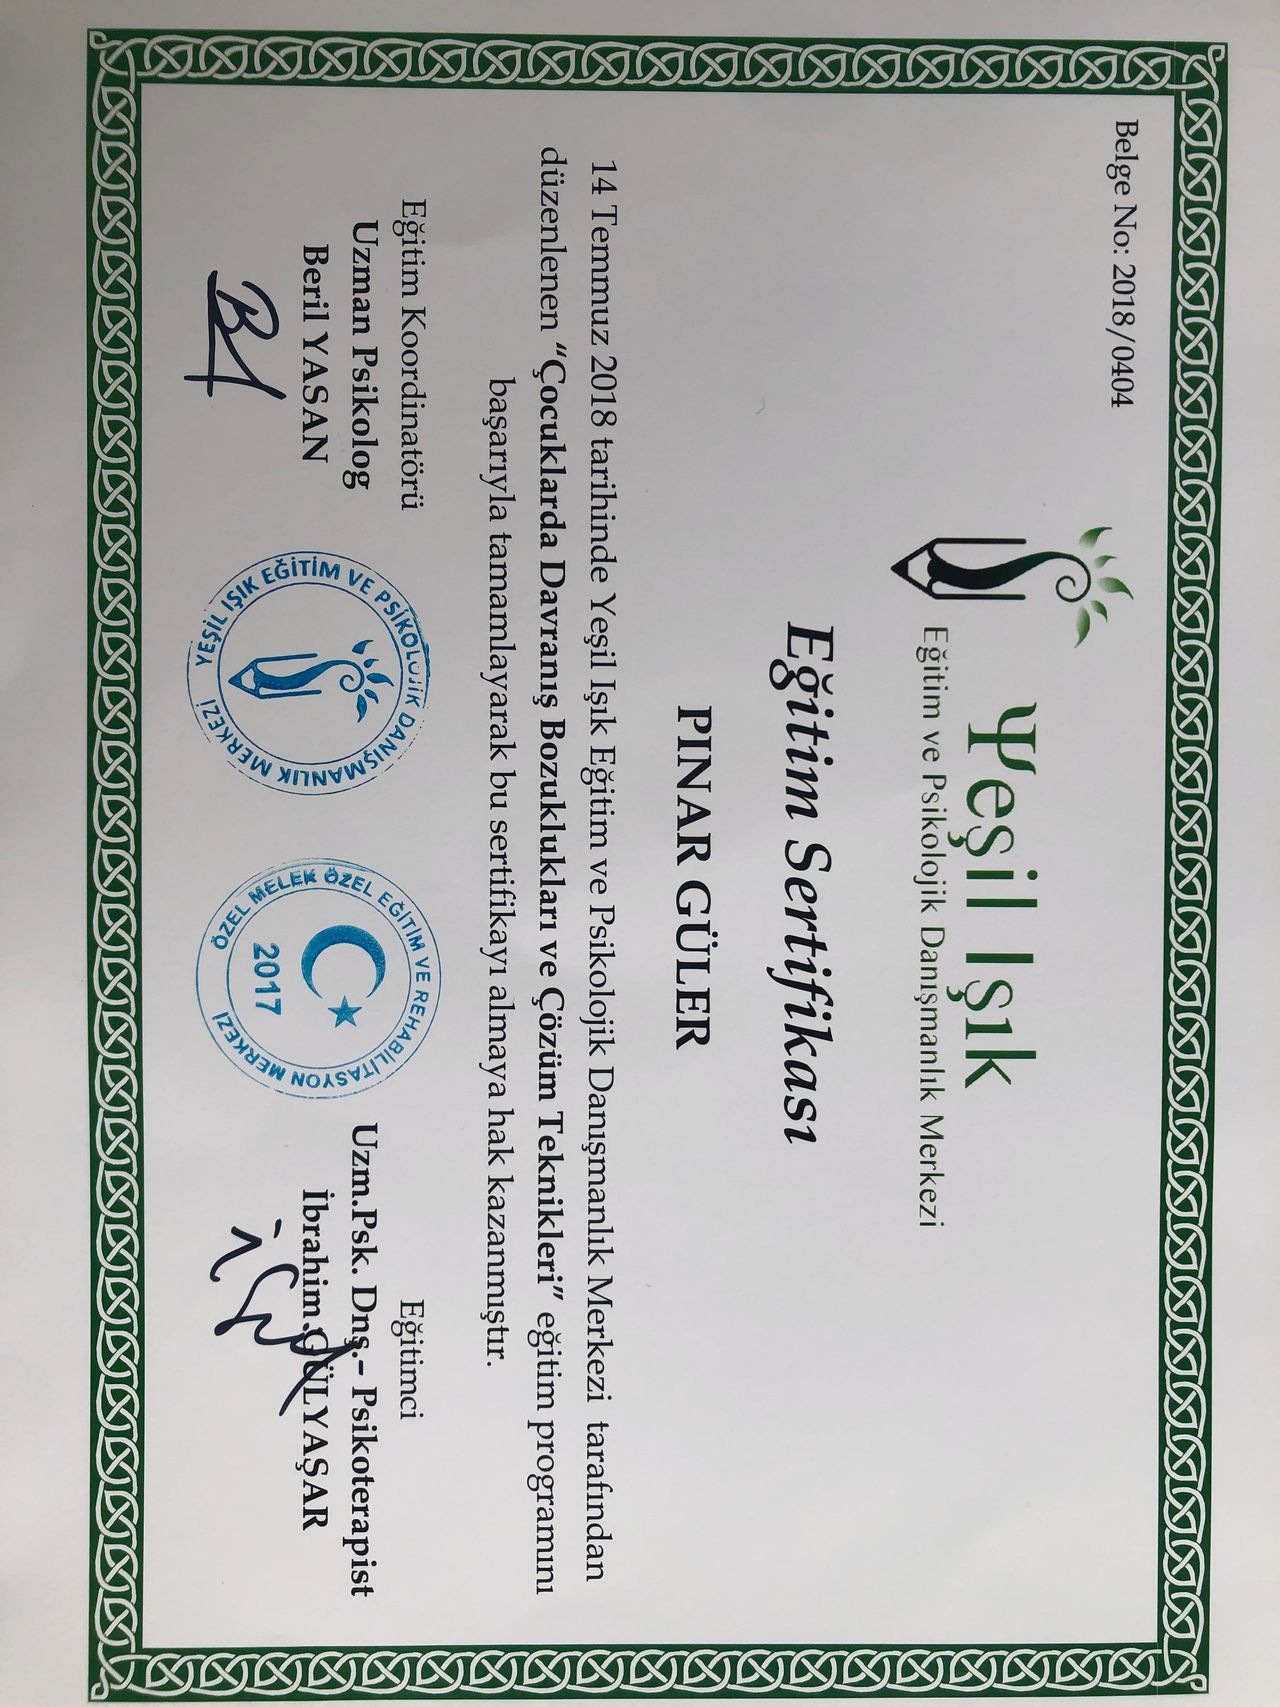 Belge No: 2018/0404
Ψeşil Işık
Eğitim ve Psikolojik Danışmanlık Merkezi
Eğitim Sertifikası
PINAR GÜLER
14 Temmuz 2018 tarihinde Yeşil Işık Eğitim ve Psikolojik Danışmanlık Merkezi tarafından
düzenlenen “Çocuklarda Davranış Bozuklukları ve Çözüm Teknikleri” eğitim programını
başarıyla tamamlayarak bu sertifikayı almaya hak kazanmıştır.
Eğitim Koordinatörü
Uzman Psikolog
Beril YASAN
YEŞİL IŞIK EĞİTİM VE PSİKOLOJİK DANIŞMANLIK MERKEZİ
ÖZEL MELEK ÖZEL EĞİTİM VE REHABİLİTASYON MERKEZİ
2017
Eğitimci
Uzm.Psk. Dnş.- Psikoterapist
İbrahim GÜLYAŞAR